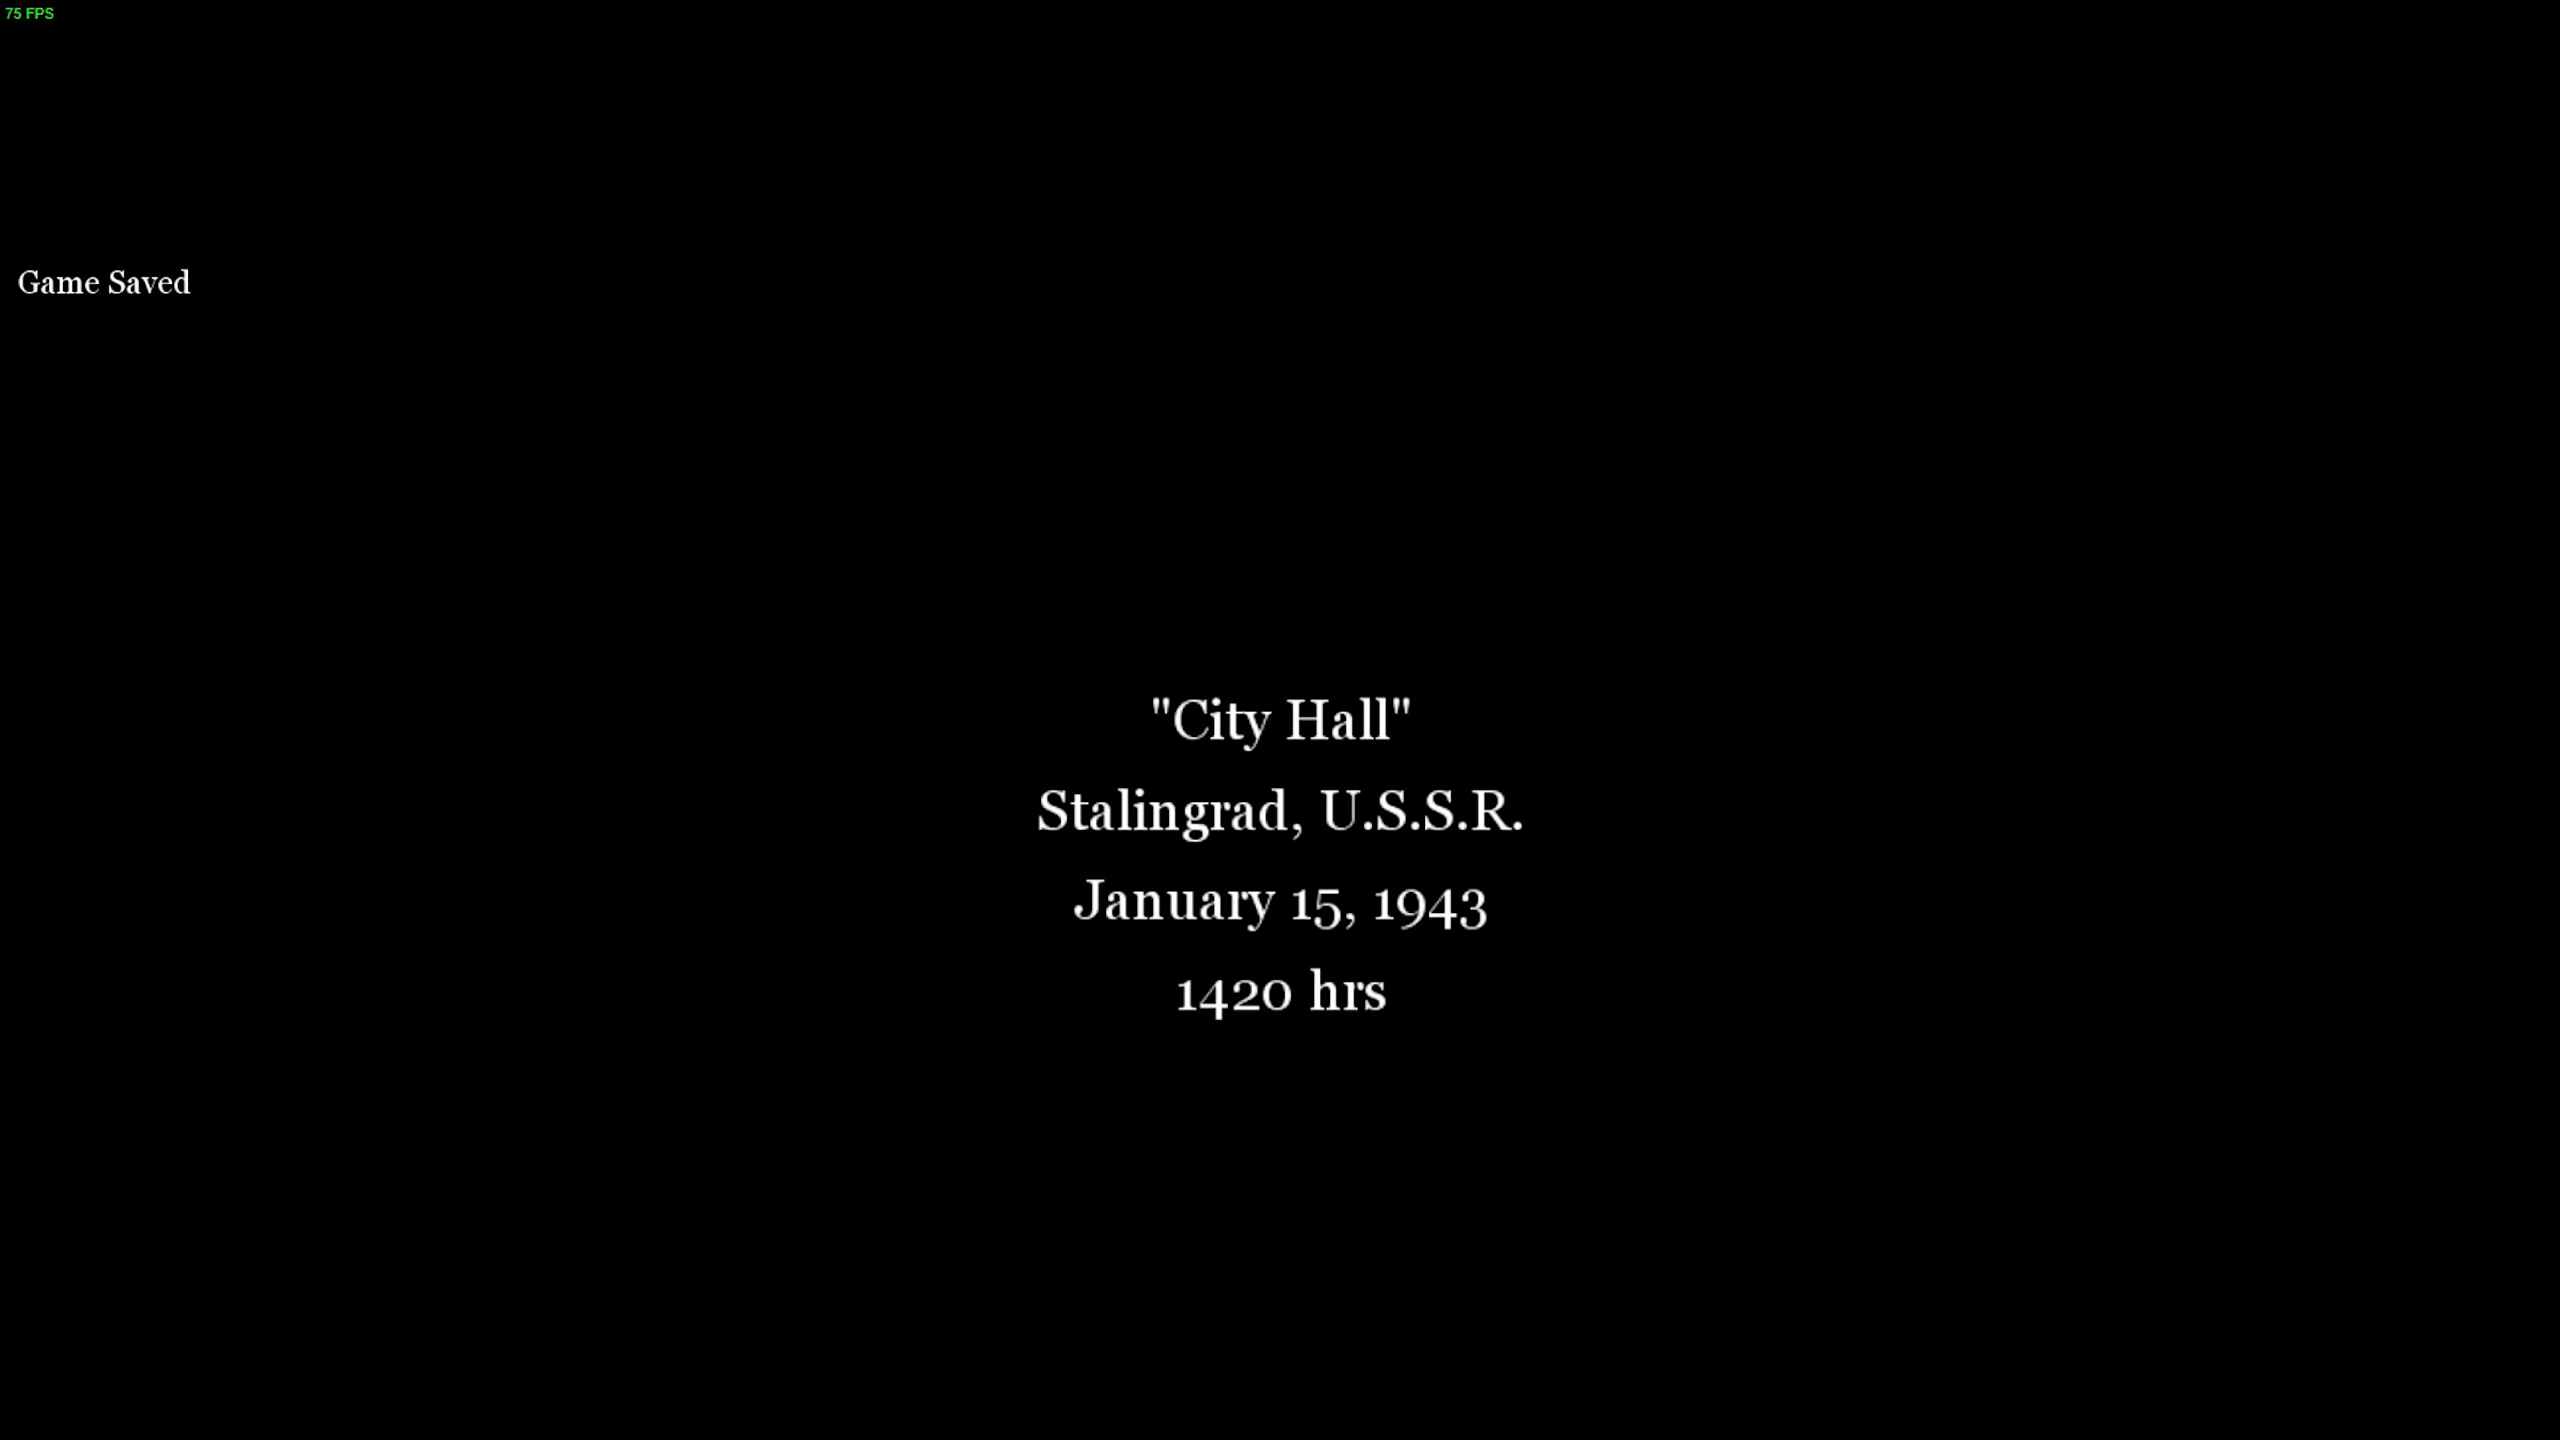 75 FPS
Game Saved
"City Hall"
Stalingrad, U.S.S.R.
January 15, 1943
1420 hrs